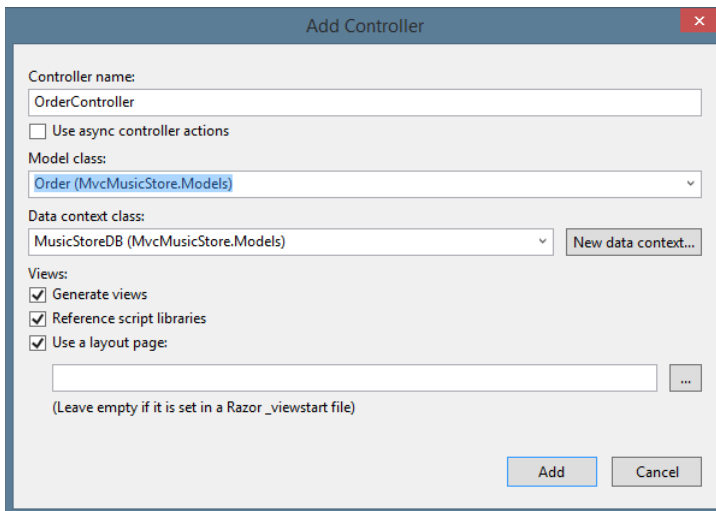 Add Controller
×
Controller name:
OrderController
Use async controller actions
Model class:
Order (MvcMusicStore.Models)
Data context class:
MusicStoreDB (MvcMusicStore.Models)
New data context...
Views:
Generate views
Reference script libraries
Use a layout page:
...
(Leave empty if it is set in a Razor _viewstart file)
Add
Cancel